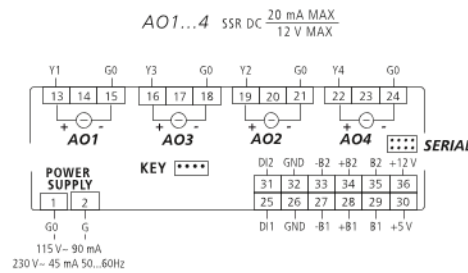 AO1...4 SSR DC 20 mA MAX
12 V MAX
Y1 G0 Y3 G0 Y2 G0 Y4 G0
13 14 15 16 17 18 19 20 21 22 23 24
+ - + - + - + -
AO1 AO3 AO2 AO4
SERIAL
KEY
DI2 GND -B2 +B2 B2 +12 V
POWER
SUPPLY
31 32 33 34 35 36
1 2 25 26 27 28 29 30
G0 G DI1 GND -B1 +B1 B1 +5 V
115 V~ 90 mA
230 V~ 45 mA 50...60Hz